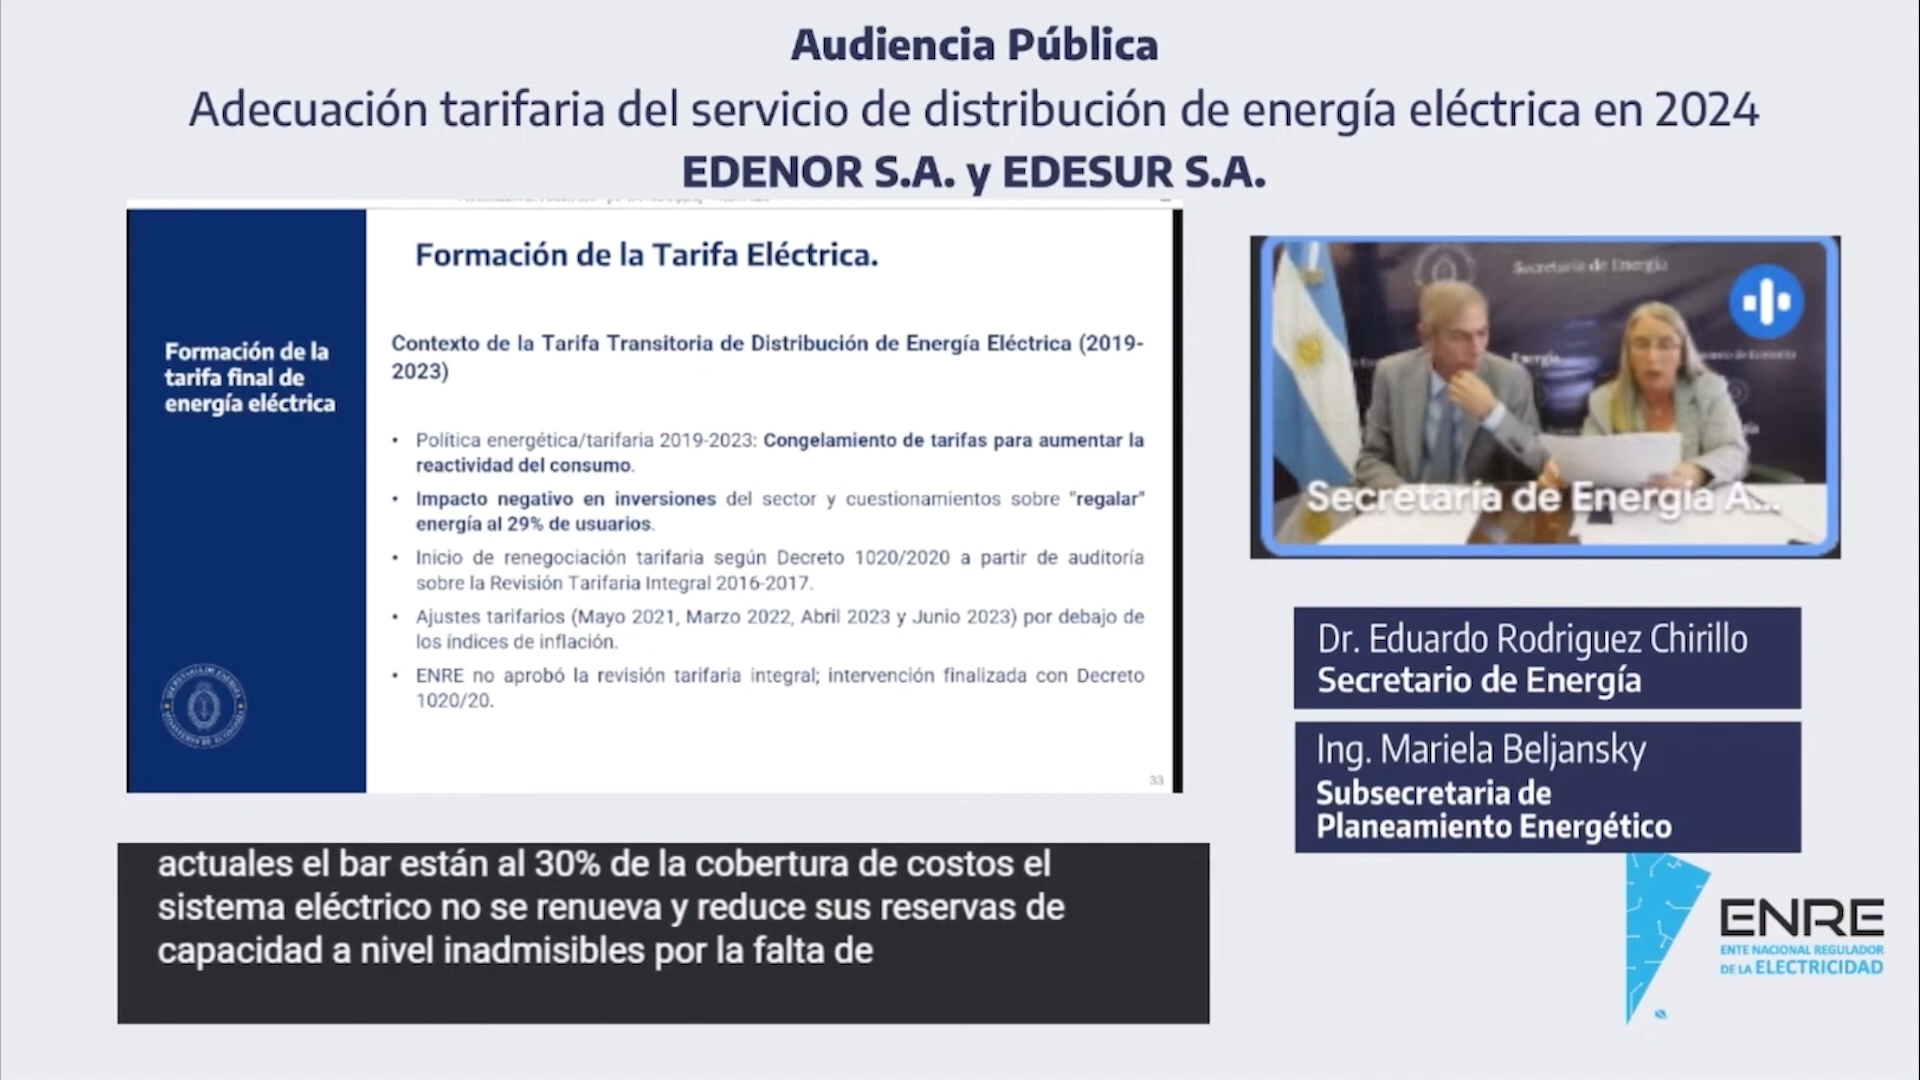 Audiencia Pública
Adecuación tarifaria del servicio de distribución de energía eléctrica en 2024
EDENOR S.A. y EDESUR S.A.
Formación de la
tarifa final de
energía eléctrica
Formación de la Tarifa Eléctrica.
Contexto de la Tarifa Transitoria de Distribución de Energía Eléctrica (2019-
2023)
• Política energética/tarifaria 2019-2023: Congelamiento de tarifas para aumentar la
reactividad del consumo.
• Impacto negativo en inversiones del sector y cuestionamientos sobre "regalar"
energía al 29% de usuarios.
• Inicio de renegociación tarifaria según Decreto 1020/2020 a partir de auditoría
sobre la Revisión Tarifaria Integral 2016-2017.
• Ajustes tarifarios (Mayo 2021, Marzo 2022, Abril 2023 y Junio 2023) por debajo de
los índices de inflación.
• ENRE no aprobó la revisión tarifaria integral; intervención finalizada con Decreto
1020/20.
33
Secretaría de Energía
Energía
Secretaría de Energía A...
Dr. Eduardo Rodriguez Chirillo
Secretario de Energía
Ing. Mariela Beljansky
Subsecretaria de
Planeamiento Energético
actuales el bar están al 30% de la cobertura de costos el
sistema eléctrico no se renueva y reduce sus reservas de
capacidad a nivel inadmisibles por la falta de
ENRE
ENTE NACIONAL REGULADOR
DE LA ELECTRICIDAD